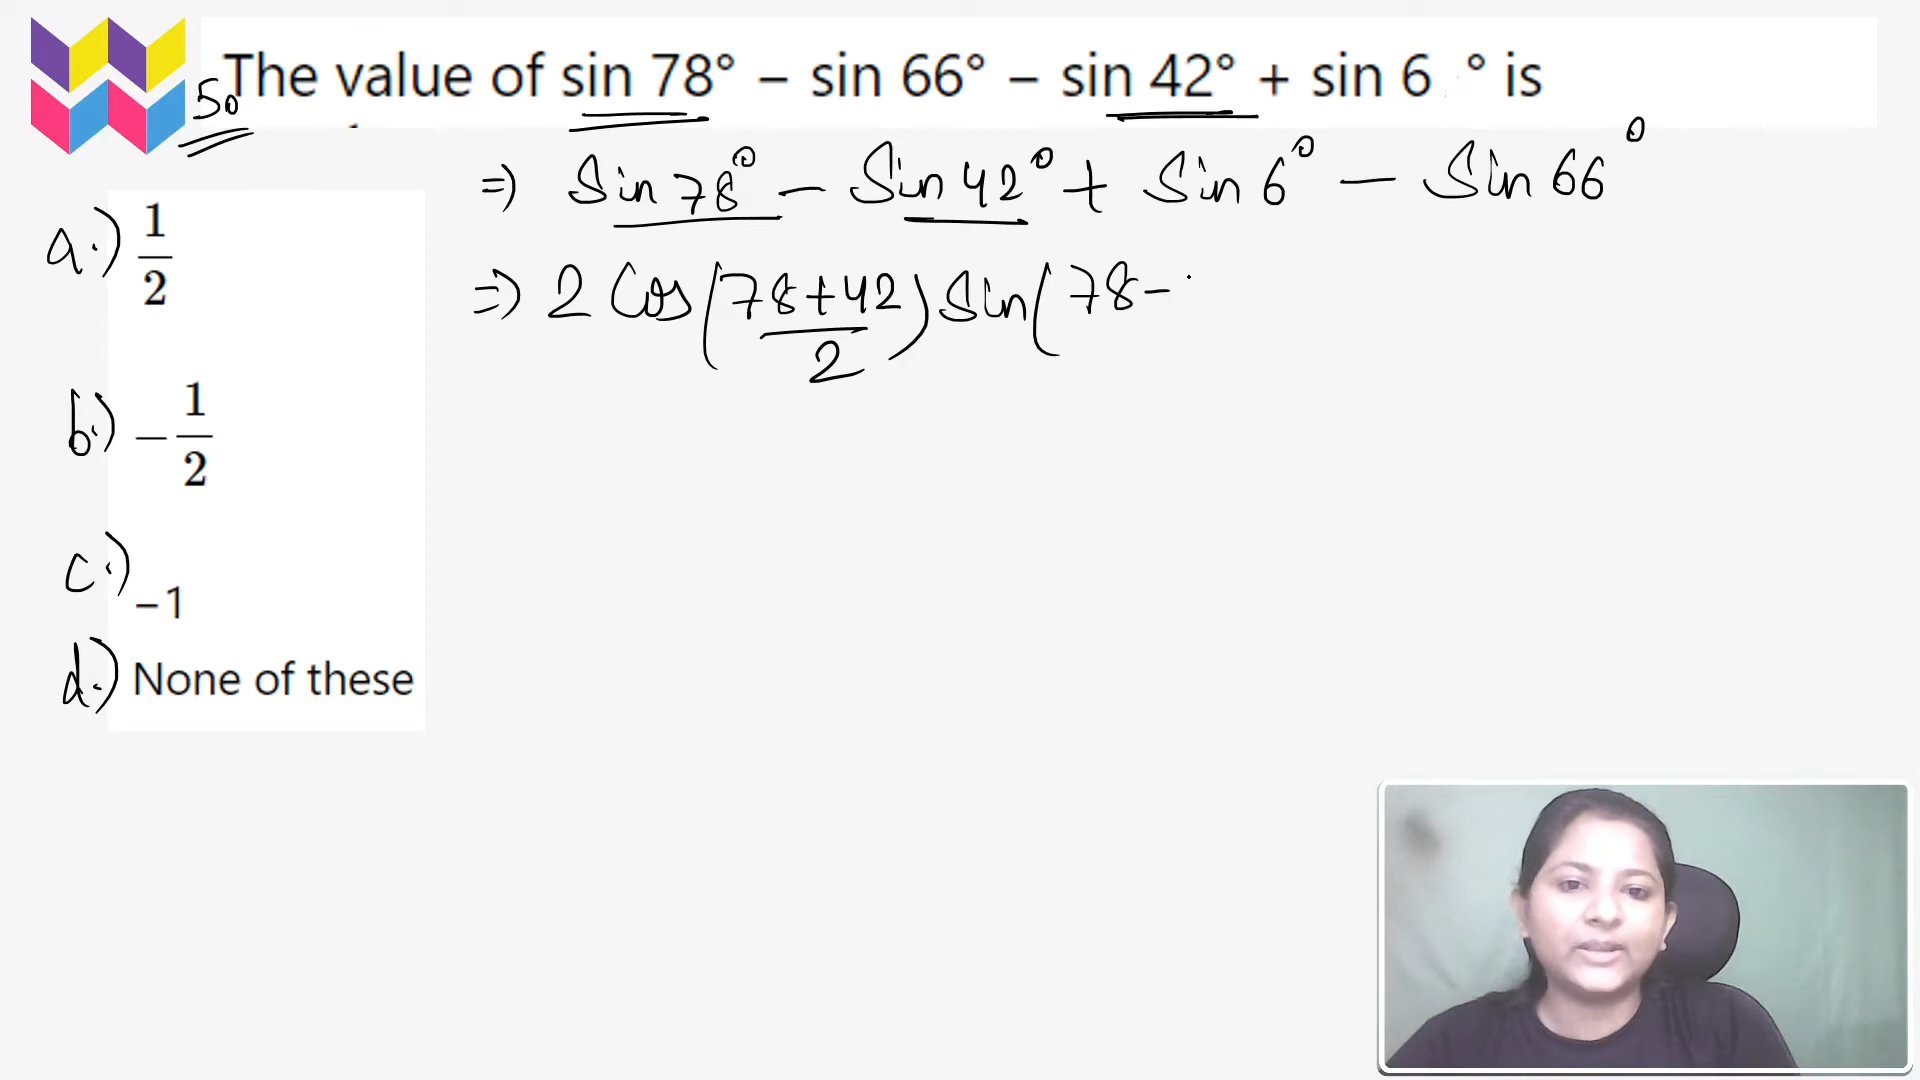 The value of sin 78° – sin 66° – sin 42° + sin 6 ° is
50
=) Sin 78° – Sin 42° + Sin 6° – Sin 66°
=) 2 Cos(78+42/2) Sin(78-
a.) 1/2
b.) -1/2
c.) –1
d.) None of these